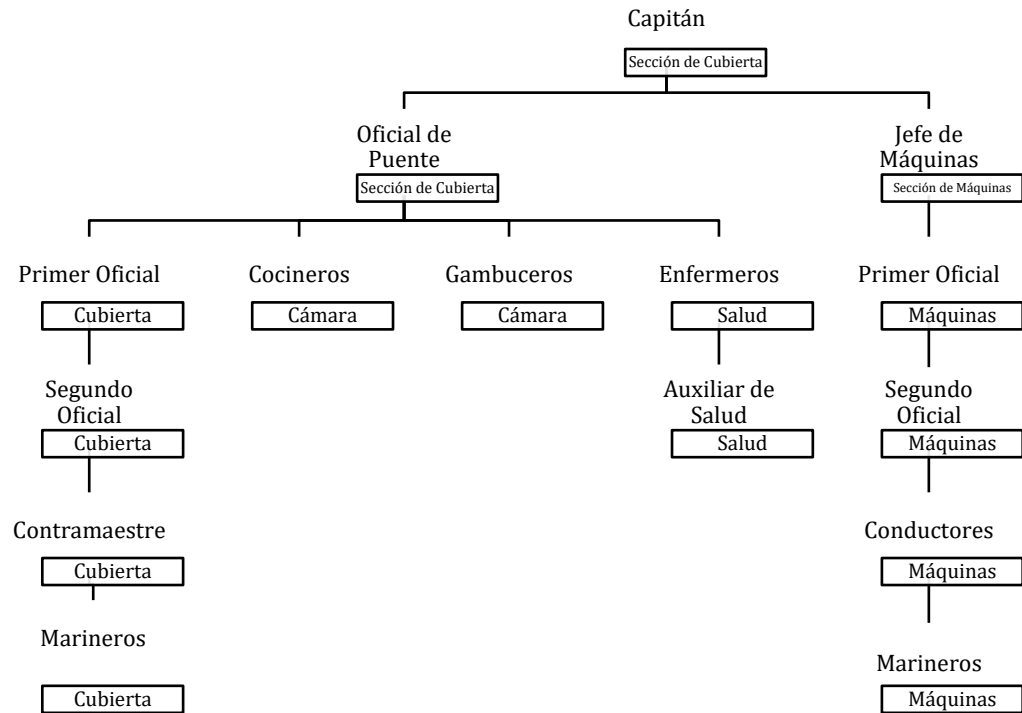 Capitán
Sección de Cubierta
Oficial de
Puente
Sección de Cubierta
Jefe de
Máquinas
Sección de Máquinas
Primer Oficial
Cubierta
Cocineros
Cámara
Gambuceros
Cámara
Enfermeros
Salud
Primer Oficial
Máquinas
Segundo
Oficial
Cubierta
Auxiliar de
Salud
Salud
Segundo
Oficial
Máquinas
Contramaestre
Cubierta
Conductores
Máquinas
Marineros
Cubierta
Marineros
Máquinas